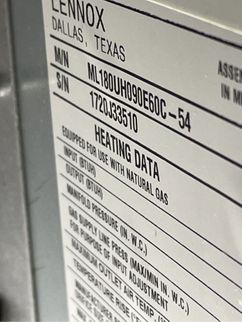 LENNOX
DALLAS, TEXAS
ASSE
IN M
M/N ML180UH090E60C-54
S/N 1720J33510
HEATING DATA
EQUIPPED FOR USE WITH NATURAL GAS
INPUT (BTUH)
OUTPUT (BTUH)
MANIFOLD PRESSURE (IN. W.C.)
GAS SUPPLY LINE PRESS (MAX/MIN IN. W.C.)
FOR PURPOSE OF INPUT ADJUSTMENT
MAXIMUM OUTLET AIR TEMP.
TEMPERATURE RISE